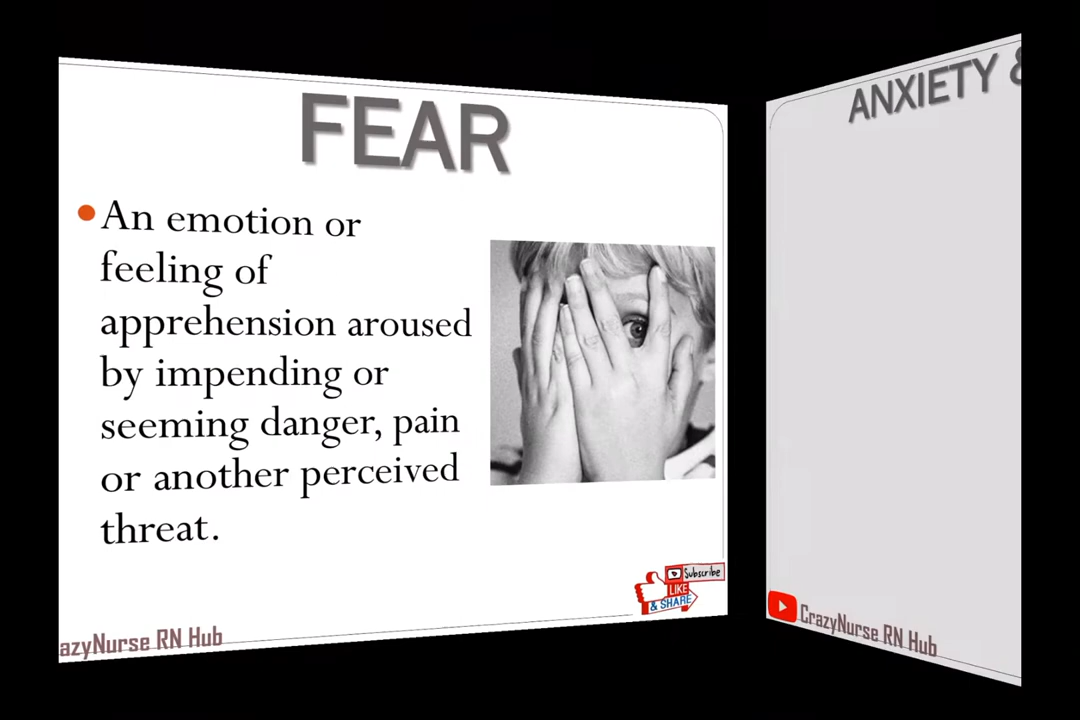 FEAR
An emotion or
feeling of
apprehension aroused
by impending or
seeming danger, pain
or another perceived
threat.
Subscribe
LIKE
& SHARE
azyNurse RN Hub
ANXIETY &
CrazyNurse RN Hub